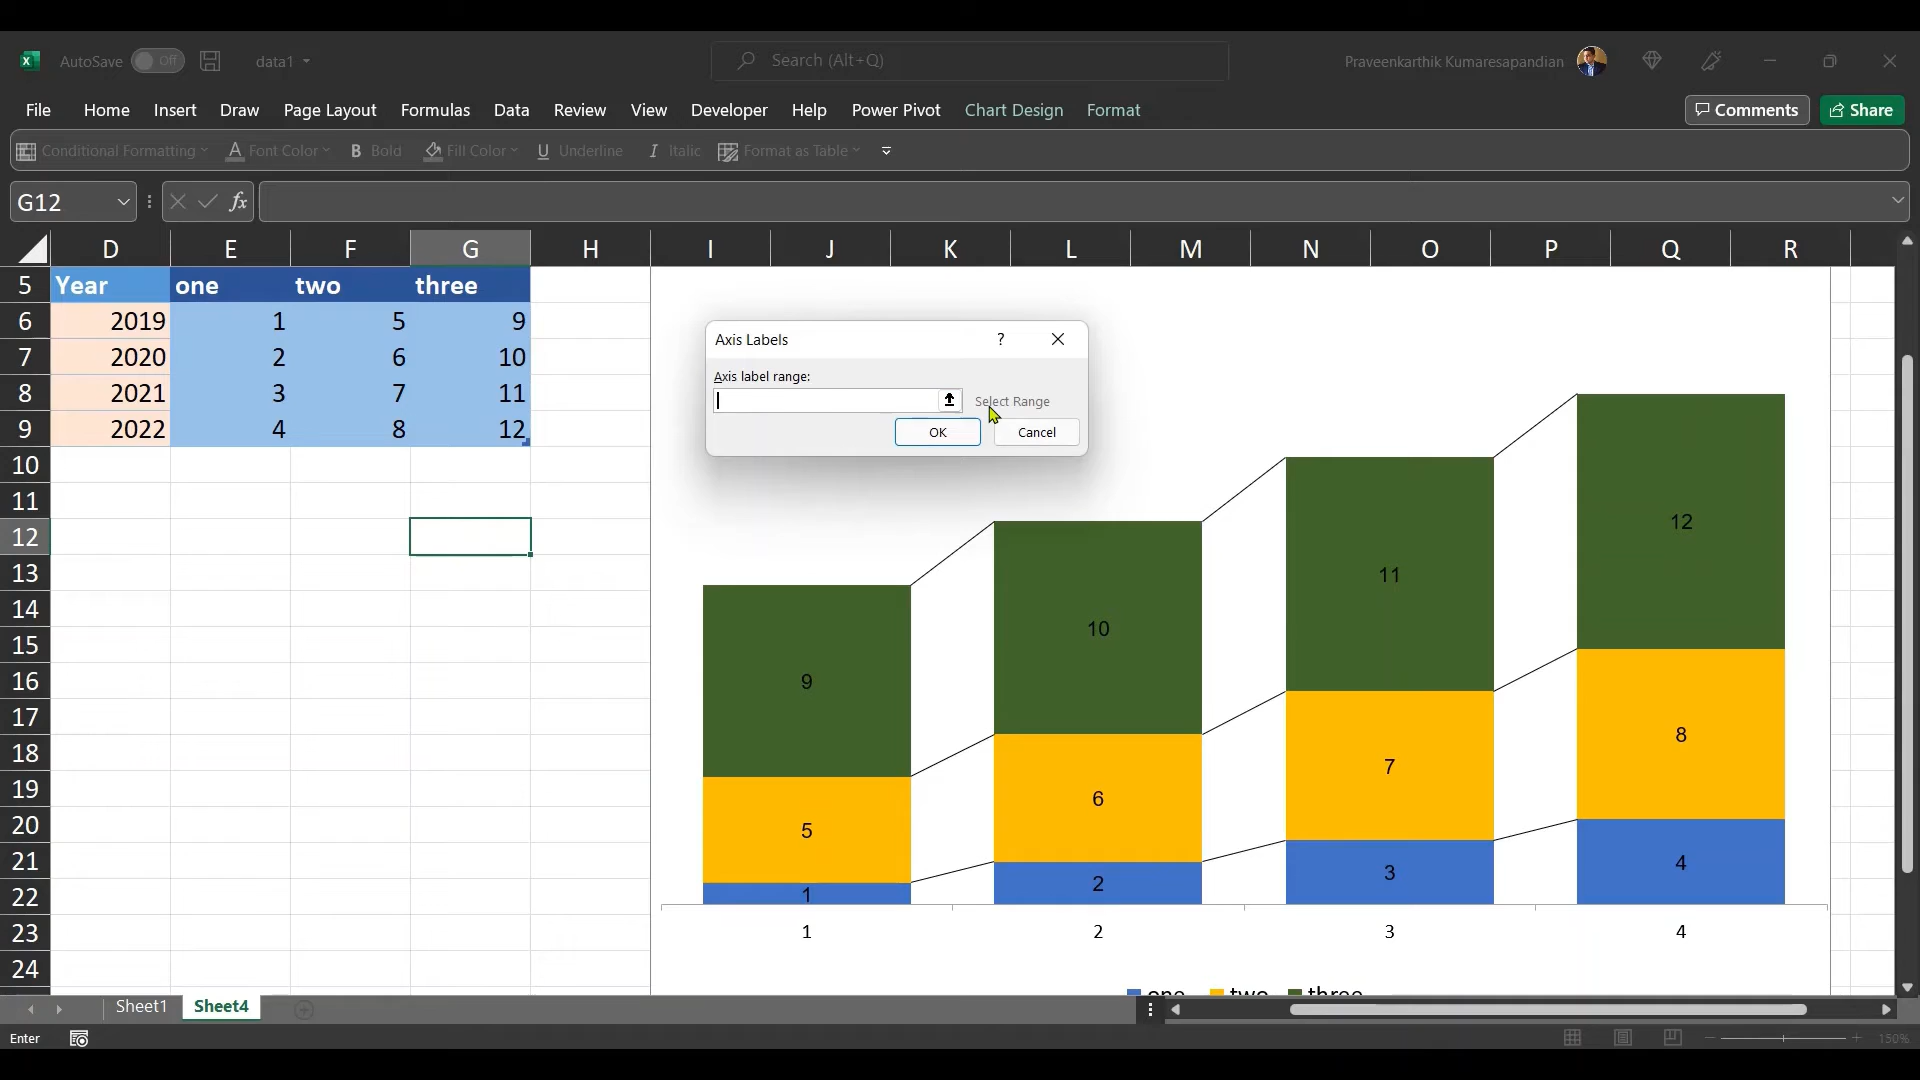 AutoSave Off data1 Search (Alt+Q) Praveenkarthik Kumaresapandian
File Home Insert Draw Page Layout Formulas Data Review View Developer Help Power Pivot Chart Design Format Comments Share
Conditional Formatting A Font Color B Bold Fill Color U Underline I Italic Format as Table
G12 fx
D E F G H I J K L M N O P Q R
5 Year one two three
6 2019 1 5 9
7 2020 2 6 10
8 2021 3 7 11
9 2022 4 8 12
10
11
12
13
14
15
16
17
18
19
20
21
22
23
24
Axis Labels ?
Axis label range:
Select Range
OK Cancel
9 10 11 12
5 6 7 8
1 2 3 4
1 2 3 4
one two three
Sheet1 Sheet4
Enter 150%